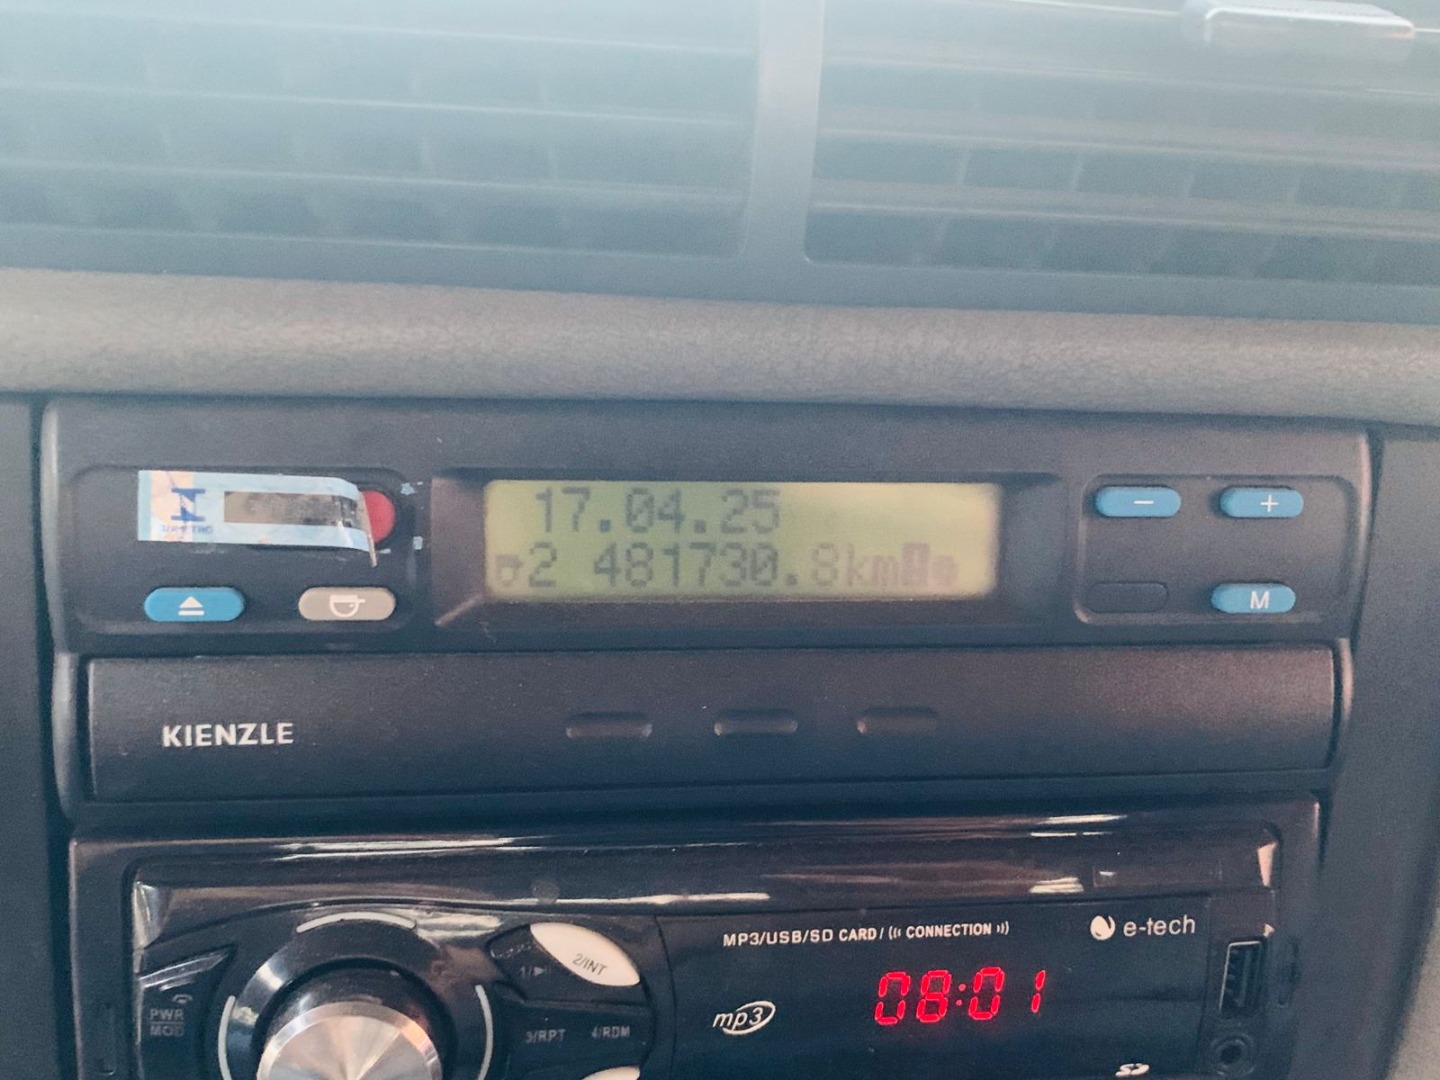 17.04.25
2 481730.8km
M
KIENZLE
MP3/USB/SD CARD/ CONNECTION
e-tech
2/INT
1/
PWR
MOD
3/RPT
4/RDM
mp3
08:01